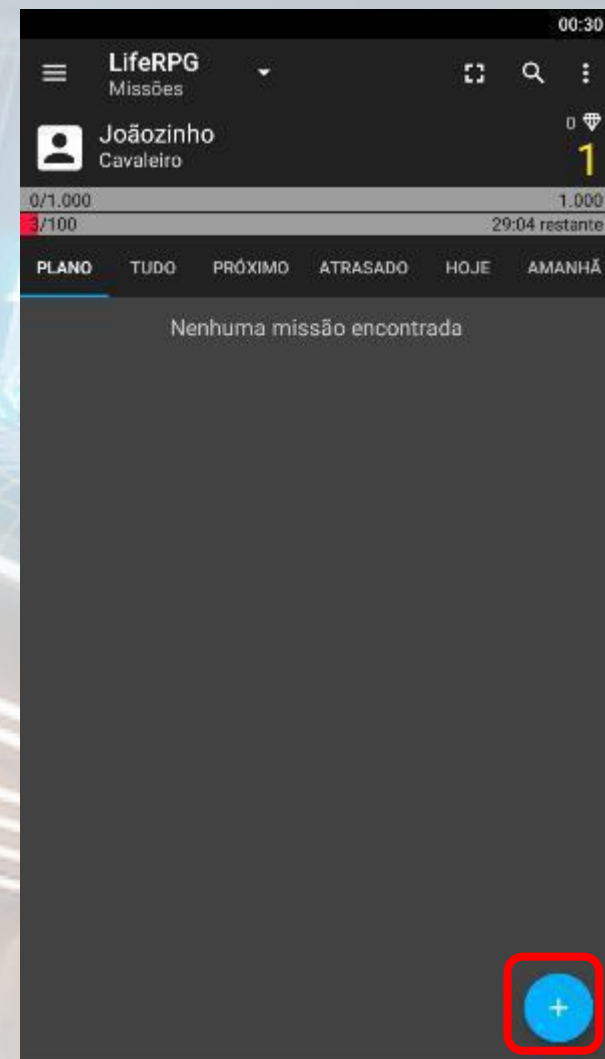 00:30
LifeRPG
Missões
Joãozinho
Cavaleiro
0
1
0/1.000 1.000
3/100 29:04 restante
PLANO TUDO PRÓXIMO ATRASADO HOJE AMANHÃ
Nenhuma missão encontrada
+